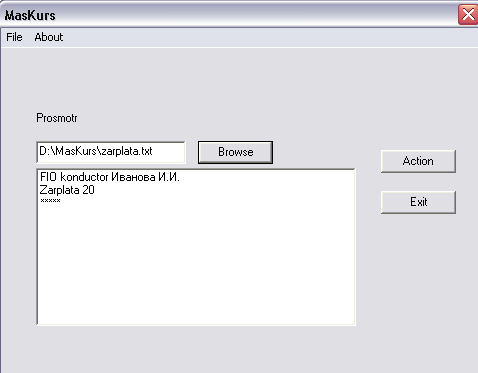 MasKurs
File About
Prosmotr
D:\MasKurs\zarplata.txt Browse
Action
FIO konductor Иванова И.И.
Zarplata 20
*****
Exit